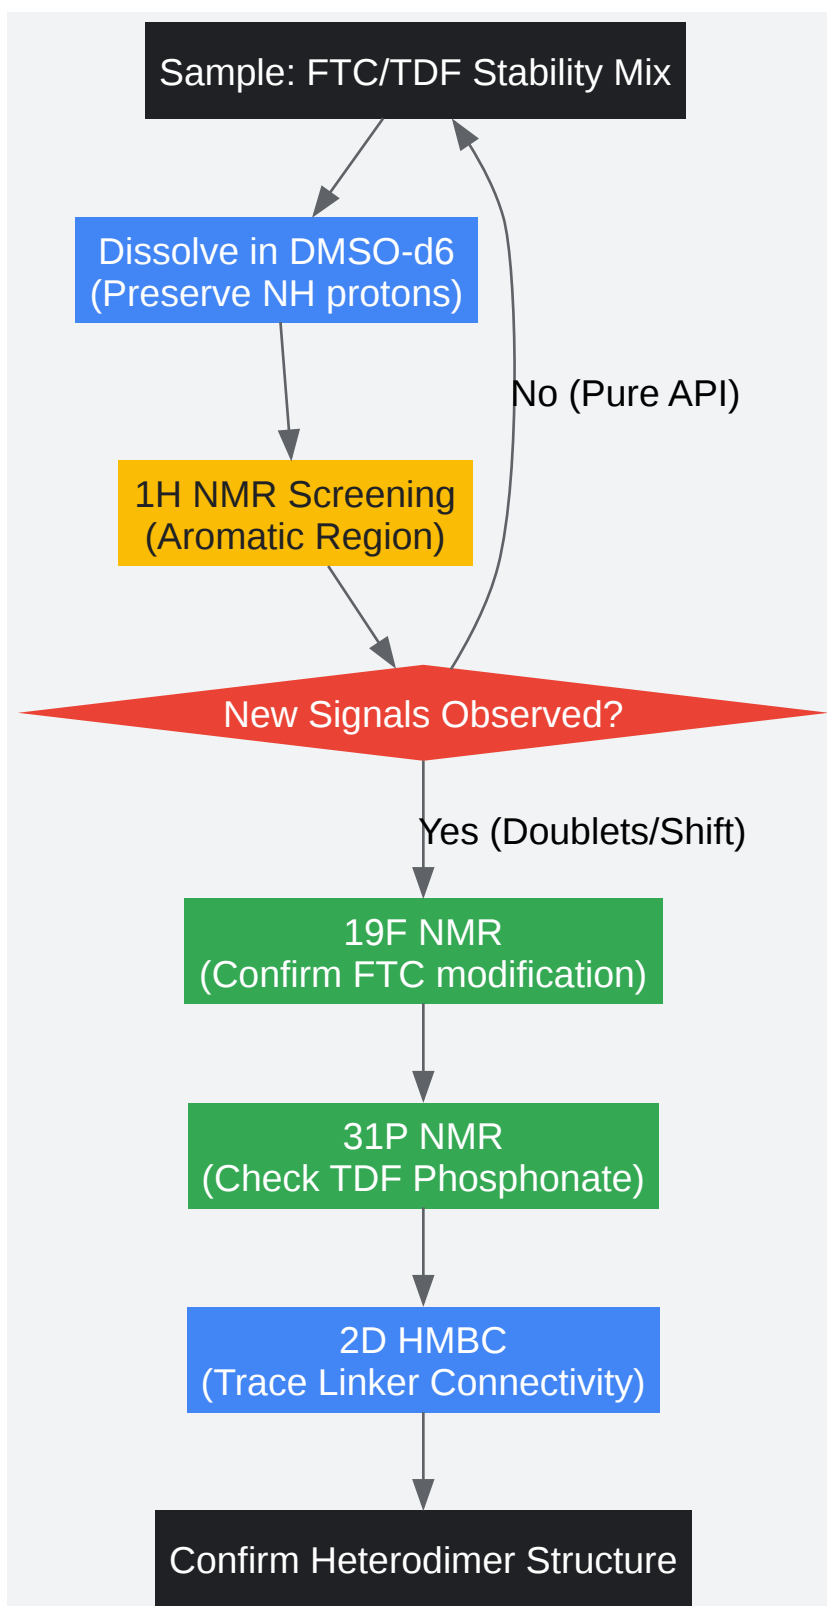 Sample: FTC/TDF Stability Mix
Dissolve in DMSO-d6
(Preserve NH protons)
No (Pure API)
1H NMR Screening
(Aromatic Region)
New Signals Observed?
Yes (Doublets/Shift)
19F NMR
(Confirm FTC modification)
31P NMR
(Check TDF Phosphonate)
2D HMBC
(Trace Linker Connectivity)
Confirm Heterodimer Structure